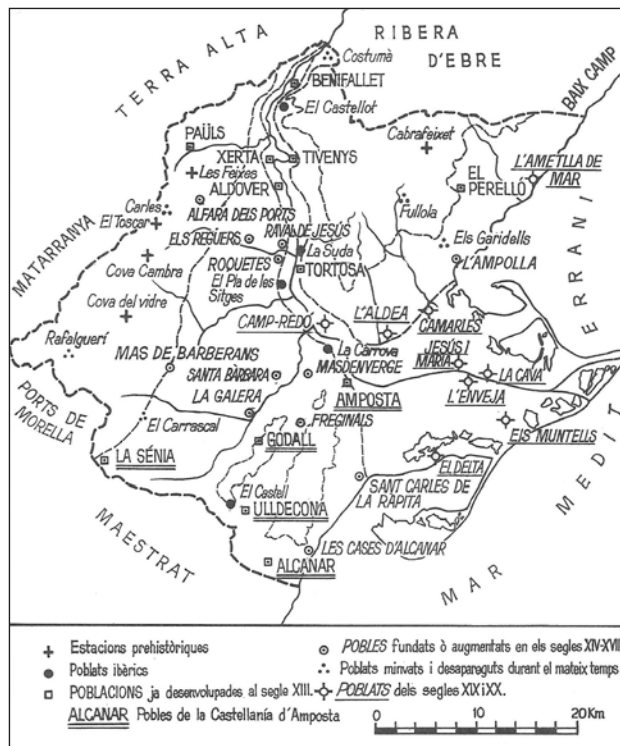 TERRA ALTA
RIBERA
D'EBRE
BAIX CAMP
Costumà
BENIFALLET
El Castellot
Cabrafeixet
PAÜLS
XERTA
TIVENYS
L'AMETLLA DE
MAR
Les Feixes
ALDOVER
EL
PERELLÓ
Carles
El Toscar
ALFARA DELS PORTS
Fullola
MATARRANYA
ELS REGUERS
RAVAL DE JESÚS
Els Garidells
La Suda
ROQUETES
TORTOSA
L'AMPOLLA
Cova Cambra
El Pla de les
Sitges
Cova del vidre
CAMP-REDO
L'ALDEA
CAMARLES
Rafalguerí
JESÚS I
MARIA
MAS DE BARBERANS
La Carrova
MASDENVERGE
LA CAVA
SANTA BÀRBARA
AMPOSTA
L'ENVEJA
PORTS DE
MORELLA
LA GALERA
FREGINALS
ELS MUNTELLS
El Carrascal
GODALL
LA SÉNIA
EL DELTA
El Castell
SANT CARLES DE
LA RÀPITA
ULLDECONA
MAESTRAT
LES CASES D'ALCANAR
ALCANAR
MAR
MEDIT
ERRANI
Estacions prehistòriques
POBLES fundats ò augmentats en els segles XIV-XVII
Poblats ibèrics
Poblats minvats i desapareguts durant el mateix temps
POBLACIONS ja desenvolupades al segle XIII.
POBLATS dels segles XIX i XX.
ALCANAR Pobles de la Castellanía d'Amposta
0 10 20 Km